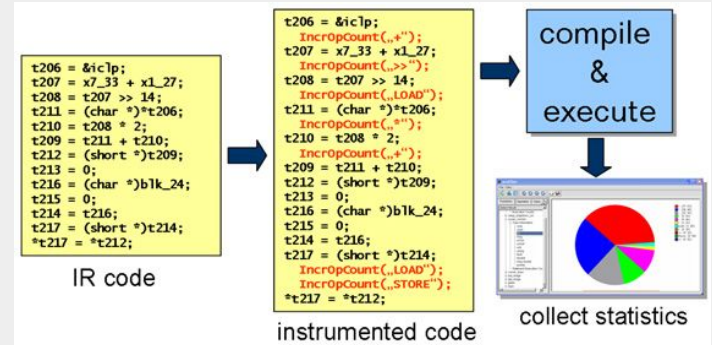 t206 = &iclp;
t207 = x7_33 + x1_27;
t208 = t207 >> 14;
t211 = (char *)*t206;
t210 = t208 * 2;
t209 = t211 + t210;
t212 = (short *)t209;
t213 = 0;
t216 = (char *)blk_24;
t215 = 0;
t214 = t216;
t217 = (short *)t214;
*t217 = *t212;
IR code
t206 = &iclp;
IncrOpCount(„+“);
t207 = x7_33 + x1_27;
IncrOpCount(„>>“);
t208 = t207 >> 14;
IncrOpCount(„LOAD“);
t211 = (char *)*t206;
IncrOpCount(„*“);
t210 = t208 * 2;
IncrOpCount(„+“);
t209 = t211 + t210;
t212 = (short *)t209;
t213 = 0;
t216 = (char *)blk_24;
t215 = 0;
t214 = t216;
t217 = (short *)t214;
IncrOpCount(„LOAD“);
IncrOpCount(„STORE“);
*t217 = *t212;
instrumented code
compile
&
execute
collect statistics